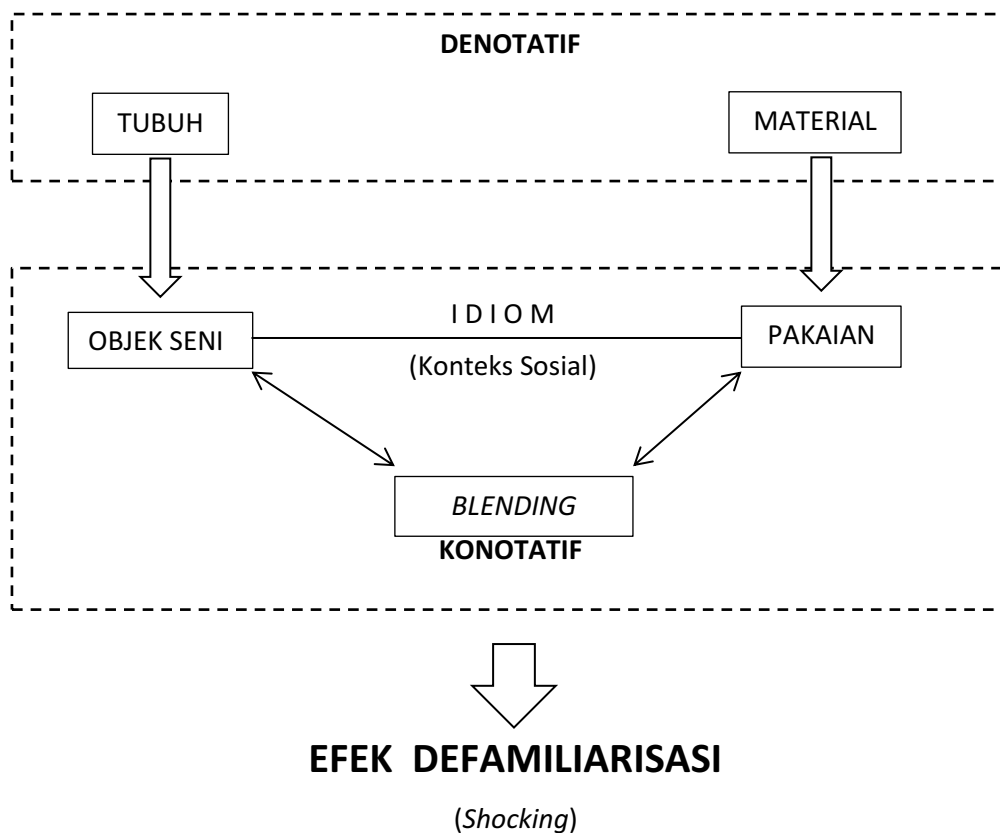 DENOTATIF
TUBUH
MATERIAL
I D I O M
OBJEK SENI
PAKAIAN
(Konteks Sosial)
BLENDING
KONOTATIF
EFEK DEFAMILIARISASI
(Shocking)